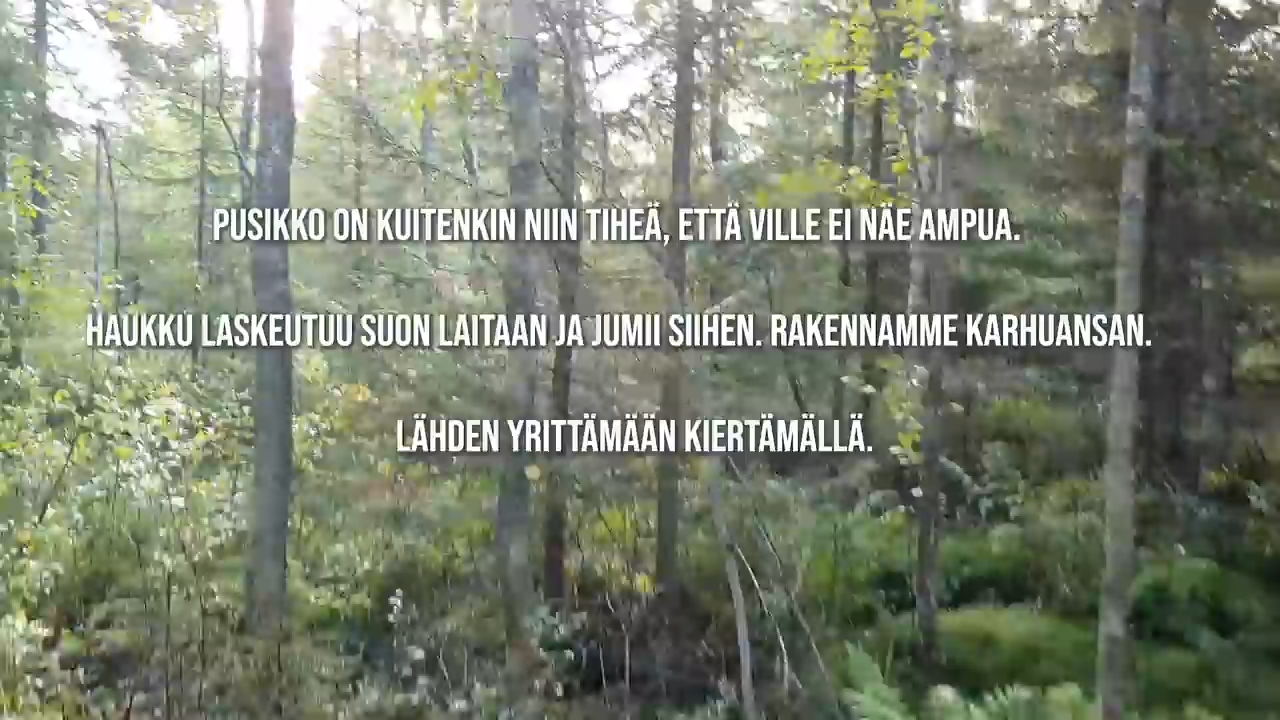 PUSIKKO ON KUITENKIN NIIN TIHEÄ, ETTÄ VILLE EI NÄE AMPUA.
HAUKKU LASKEUTUU SUON LAITAAN JA JUMII SIIHEN. RAKENNAMME KARHUANSAN.
LÄHDEN YRITTÄMÄÄN KIERTÄMÄLLÄ.